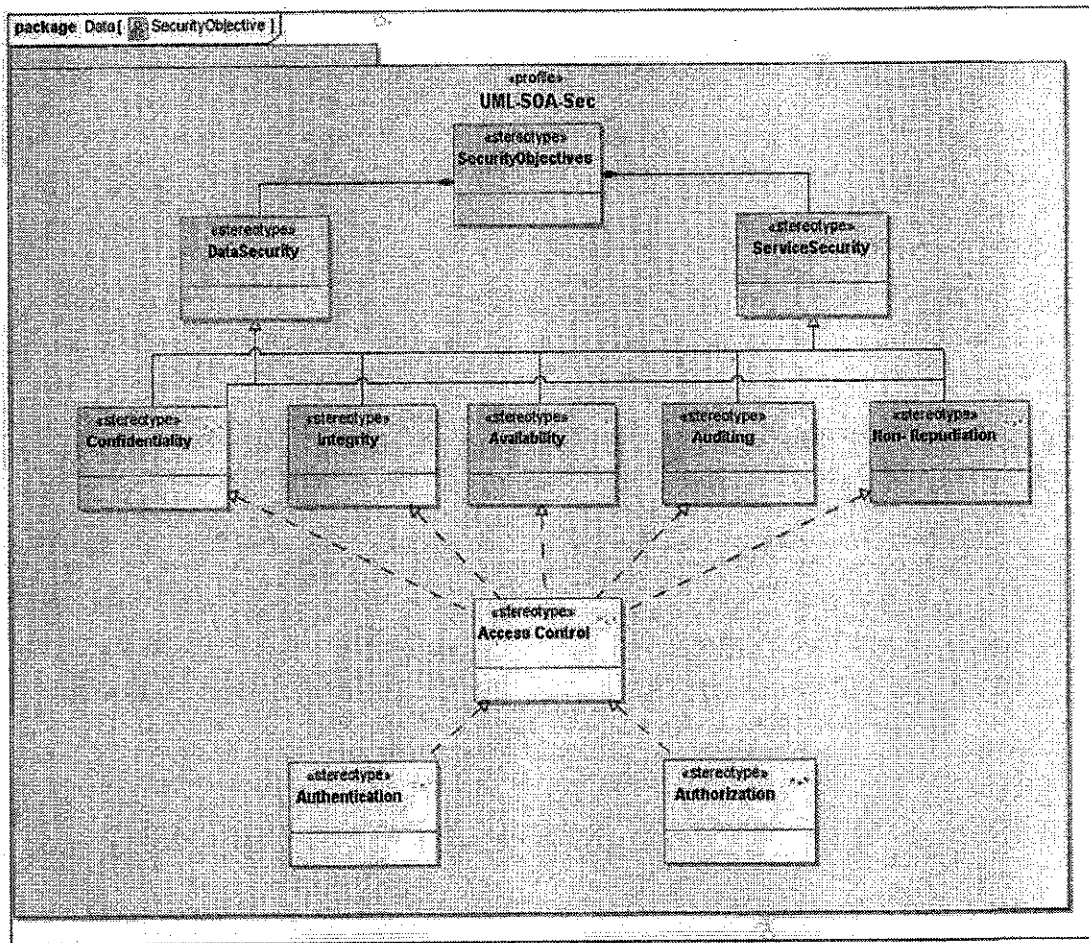 package Data[ SecurityObjective ]
«profile»
UML-SOA-Sec
«stereotype»
SecurityObjectives
«stereotype»
DataSecurity
«stereotype»
ServiceSecurity
«stereotype»
Confidentiality
«stereotype»
Integrity
«stereotype»
Availability
«stereotype»
Auditing
«stereotype»
Non- Repudiation
«stereotype»
Access Control
«stereotype»
Authentication
«stereotype»
Authorization